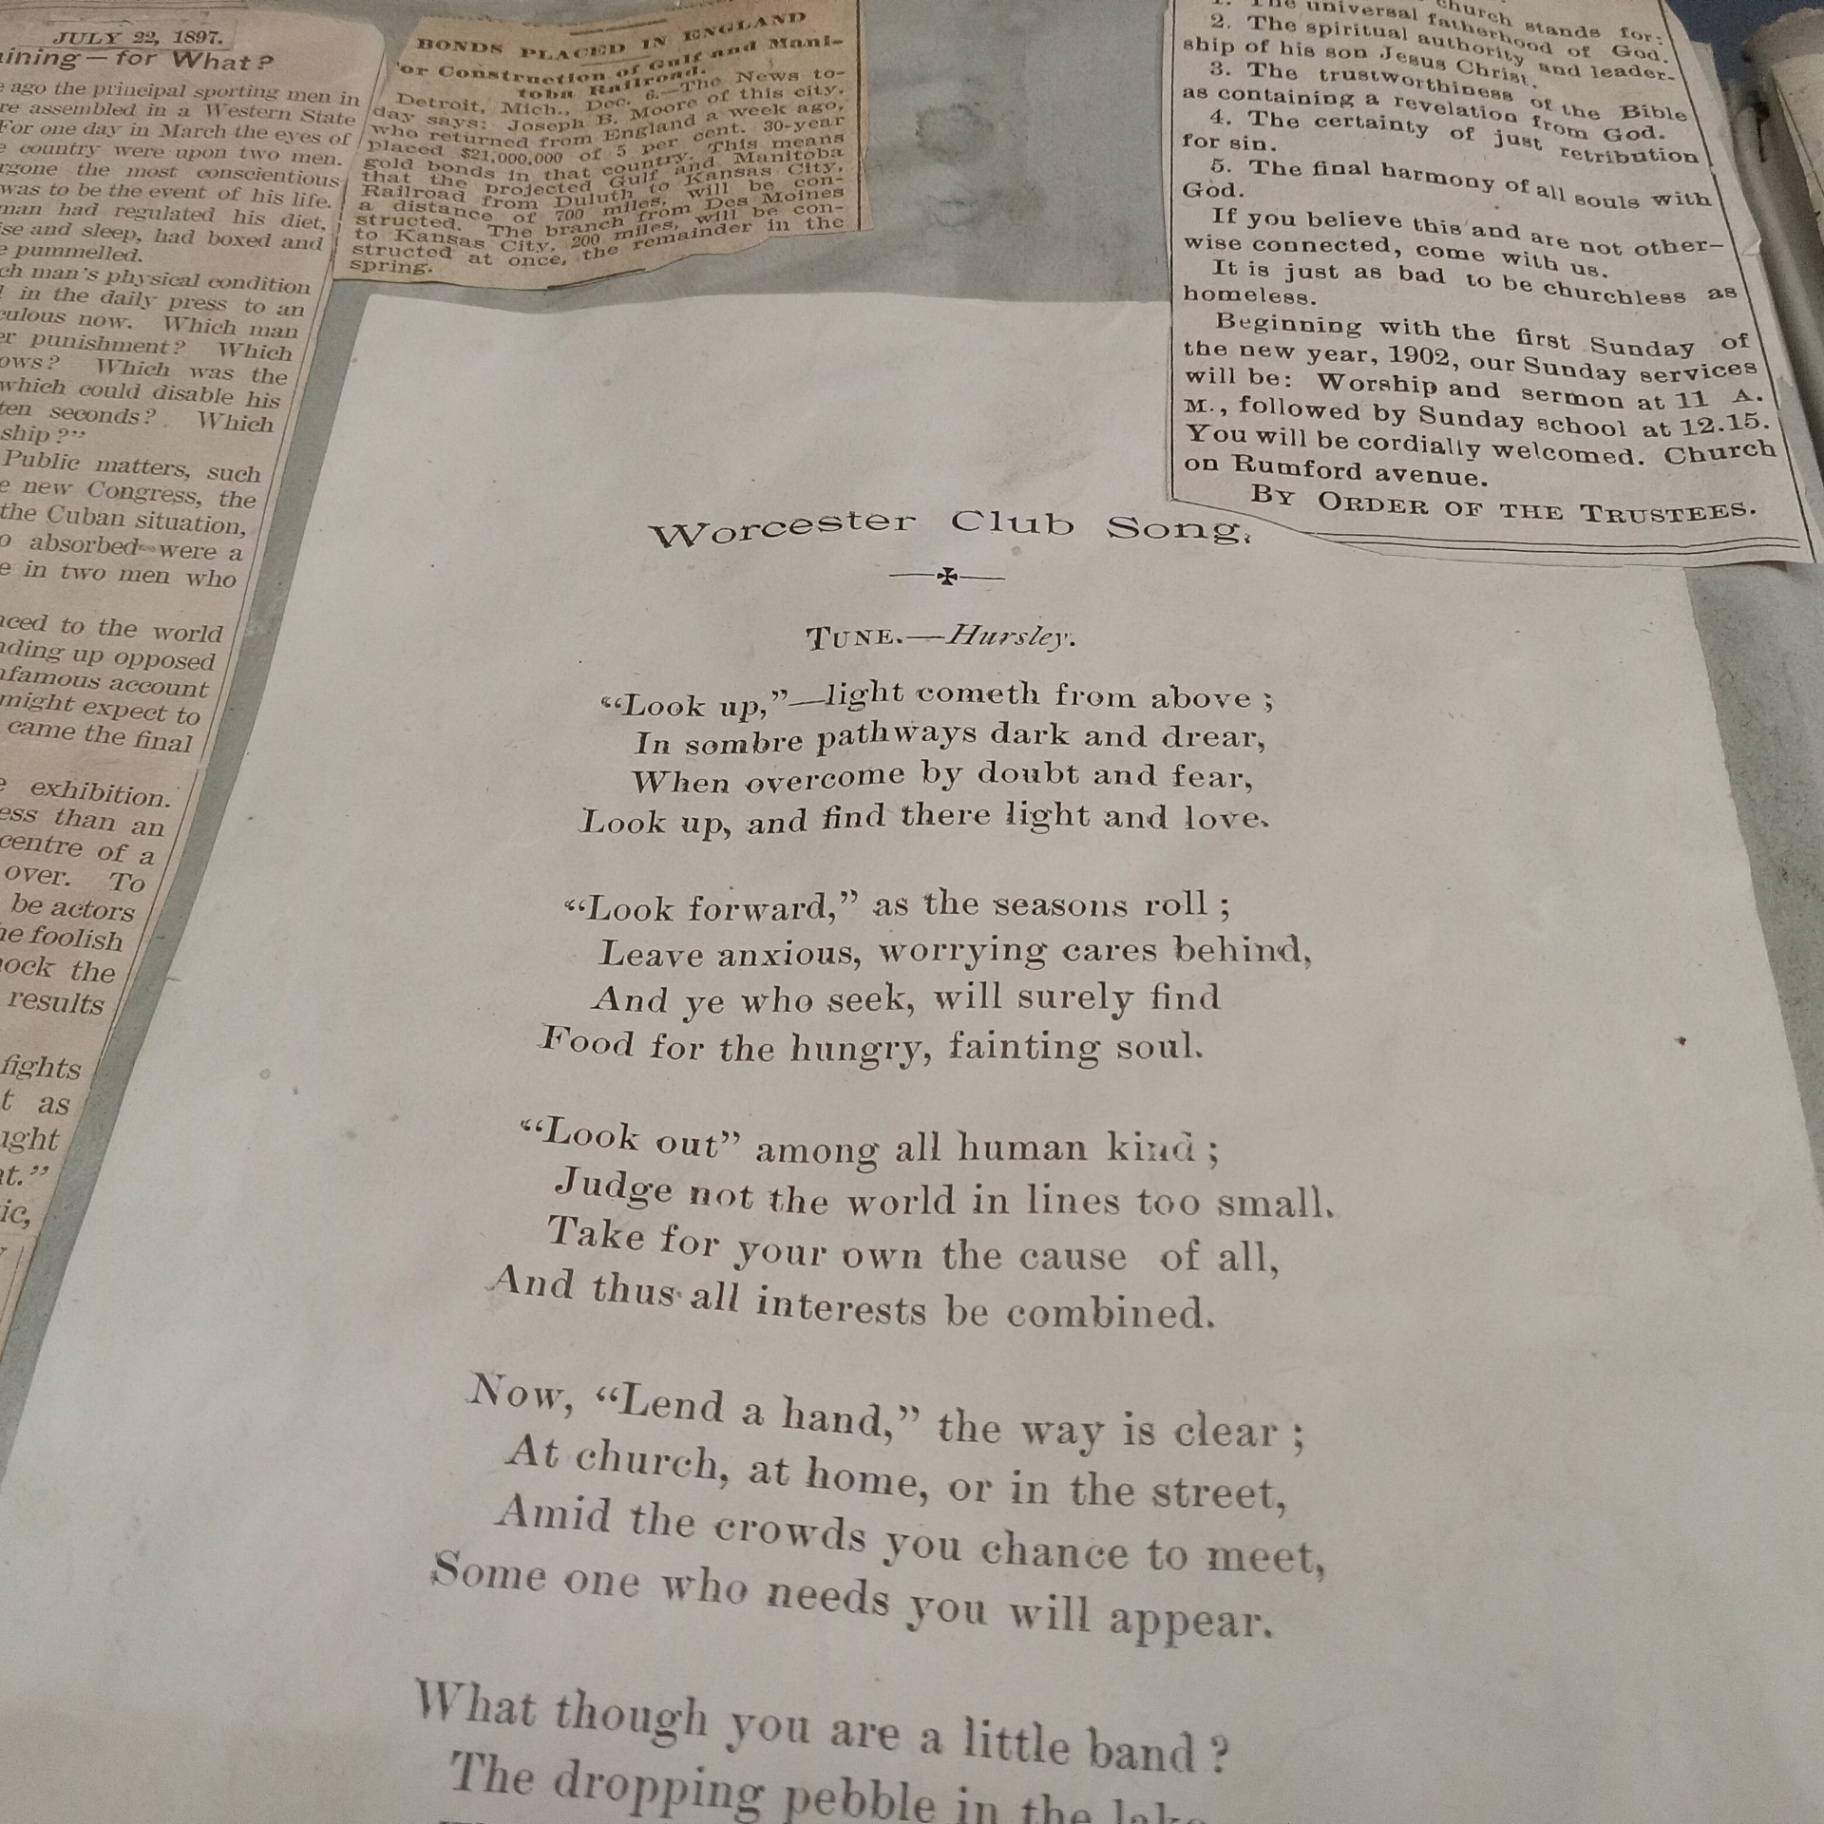 JULY 22, 1897.
ining — for What?
ago the principal sporting men in
re assembled in a Western State
For one day in March the eyes of
country were upon two men.
rgone the most conscientious
was to be the event of his life.
man had regulated his diet,
ise and sleep, had boxed and
pummelled.
ch man's physical condition
in the daily press to an
culous now. Which man
er punishment? Which
ows? Which was the
which could disable his
ten seconds? Which
ship?"
Public matters, such
e new Congress, the
the Cuban situation,
o absorbed—were a
e in two men who
nced to the world
nding up opposed
nfamous account
might expect to
came the final
e exhibition.
ess than an
centre of a
over. To
be actors
he foolish
nock the
results
fights
t as
ught
at."
ic,
BONDS PLACED IN ENGLAND
or Construction of Gulf and Mani-
toba Railroad.
Detroit, Mich., Dec. 6.—The News to-
day says: Joseph B. Moore of this city,
who returned from England a week ago,
placed $21,000,000 of 5 per cent. 30-year
gold bonds in that country. This means
that the projected Gulf and Manitoba
Railroad from Duluth to Kansas City,
a distance of 700 miles, will be con-
structed. The branch from Des Moines
to Kansas City, 200 miles, will be con-
structed at once, the remainder in the
spring.
1. The universal fatherhood of God.
church stands for:
2. The spiritual authority and leader-
ship of his son Jesus Christ.
3. The trustworthiness of the Bible
as containing a revelation from God.
4. The certainty of just retribution
for sin.
5. The final harmony of all souls with
God.
If you believe this and are not other-
wise connected, come with us.
It is just as bad to be churchless as
homeless.
Beginning with the first Sunday of
the new year, 1902, our Sunday services
will be: Worship and sermon at 11 A.
M., followed by Sunday school at 12.15.
You will be cordially welcomed. Church
on Rumford avenue.
BY ORDER OF THE TRUSTEES.
Worcester Club Song.
TUNE.—Hursley.
"Look up,"—light cometh from above;
In sombre pathways dark and drear,
When overcome by doubt and fear,
Look up, and find there light and love.
"Look forward," as the seasons roll;
Leave anxious, worrying cares behind,
And ye who seek, will surely find
Food for the hungry, fainting soul.
"Look out" among all human kind;
Judge not the world in lines too small.
Take for your own the cause of all,
And thus all interests be combined.
Now, "Lend a hand," the way is clear;
At church, at home, or in the street,
Amid the crowds you chance to meet,
Some one who needs you will appear.
What though you are a little band?
The dropping pebble in the lake